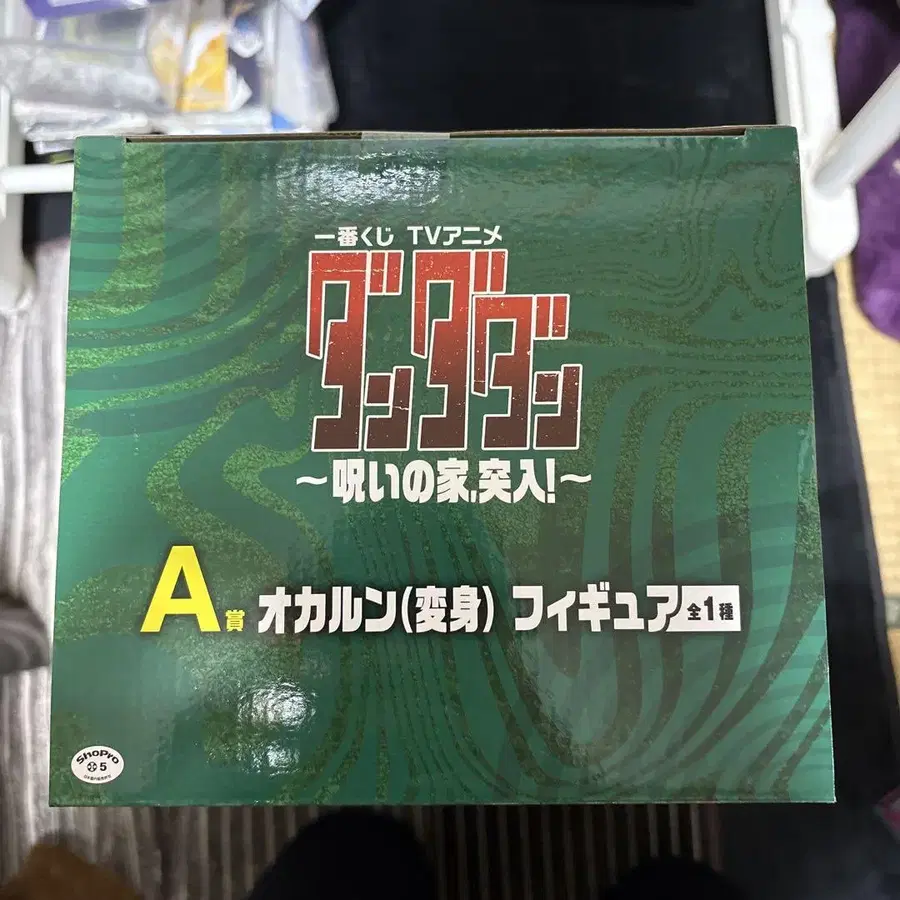 一番くじ TVアニメ
ダンダダン
～呪いの家、突入!～
A賞 オカルン(変身) フィギュア 全1種
ShoPro
5